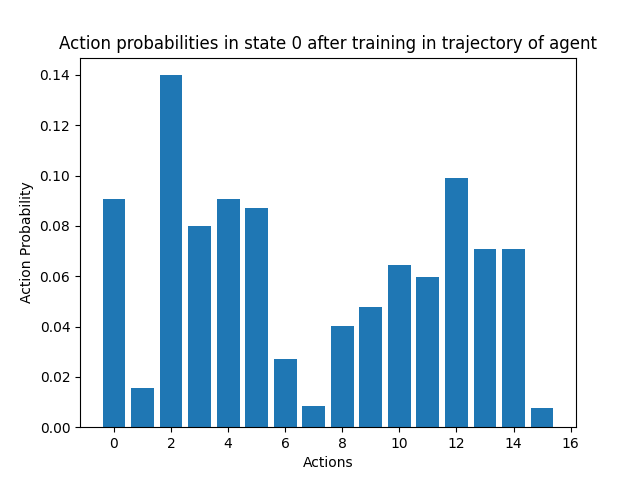 Action probabilities in state 0 after training in trajectory of agent
0.14
0.12
0.10
0.08
0.06
0.04
0.02
0.00
Action Probability
0 2 4 6 8 10 12 14 16
Actions